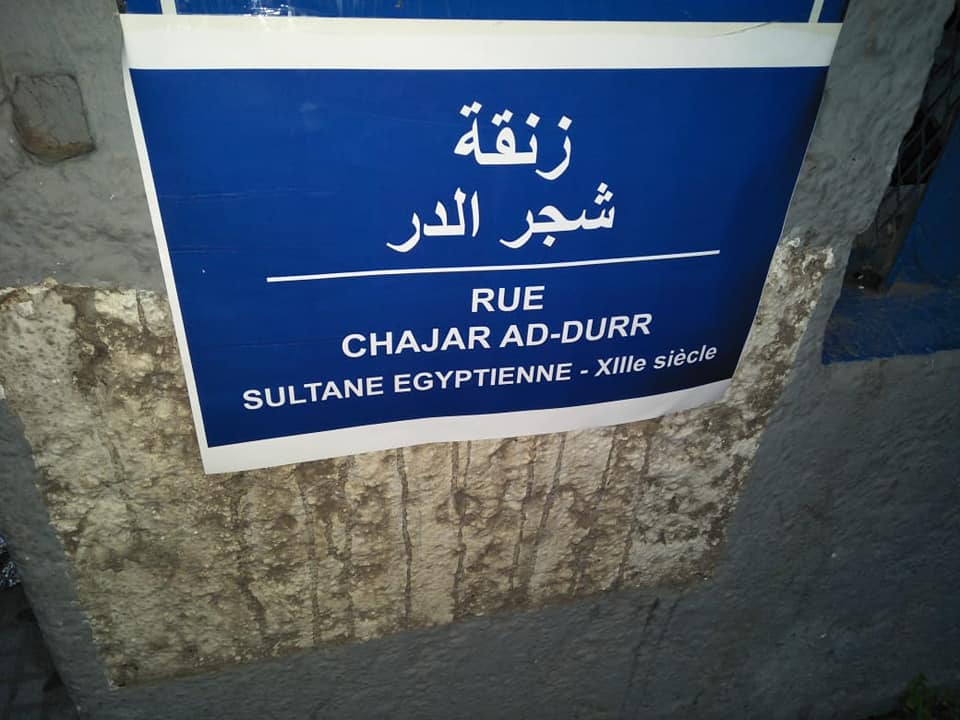 زنقة
شجر الدر
RUE
CHAJAR AD-DURR
SULTANE EGYPTIENNE - XIIIe siècle